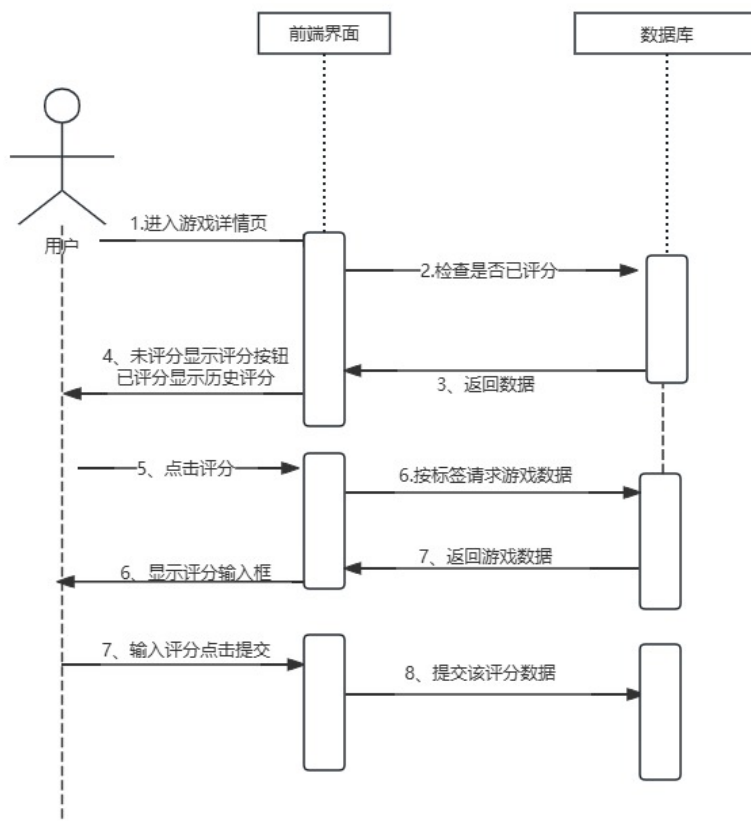 前端界面
数据库
用户
1.进入游戏详情页
2.检查是否已评分
3、返回数据
4、未评分显示评分按钮
已评分显示历史评分
5、点击评分
6.按标签请求游戏数据
7、返回游戏数据
6、显示评分输入框
7、输入评分点击提交
8、提交该评分数据